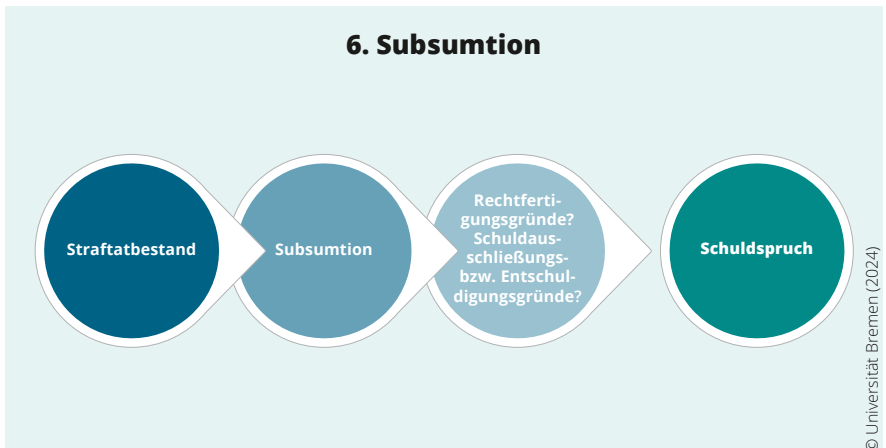 6. Subsumtion
Straftatbestand
Subsumtion
Rechtferti-
gungsgründe?
Schuldaus-
schließungs-
bzw. Entschul-
digungsgründe?
Schuldspruch
© Universität Bremen (2024)